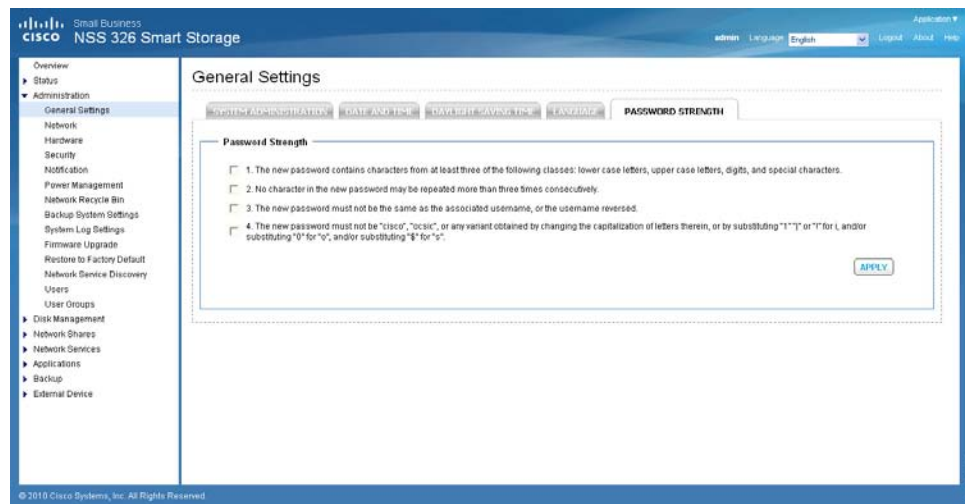 Application
Small Business
CISCO NSS 326 Smart Storage
admin Language English Logout About Help
Overview
Status
Administration
General Settings
Network
Hardware
Security
Notification
Power Management
Network Recycle Bin
Backup System Settings
System Log Settings
Firmware Upgrade
Restore to Factory Default
Network Service Discovery
Users
User Groups
Disk Management
Network Shares
Network Services
Applications
Backup
External Device
General Settings
SYSTEM ADMINISTRATION DATE AND TIME DAYLIGHT SAVING TIME LANGUAGE PASSWORD STRENGTH
Password Strength
1. The new password contains characters from at least three of the following classes: lower case letters, upper case letters, digits, and special characters.
2. No character in the new password may be repeated more than three times consecutively.
3. The new password must not be the same as the associated username, or the username reversed.
4. The new password must not be "cisco", "ocsic", or any variant obtained by changing the capitalization of letters therein, or by substituting "1" "|" or "!" for i, and/or
substituting "0" for "o", and/or substituting "$" for "s".
APPLY
© 2010 Cisco Systems, Inc. All Rights Reserved.